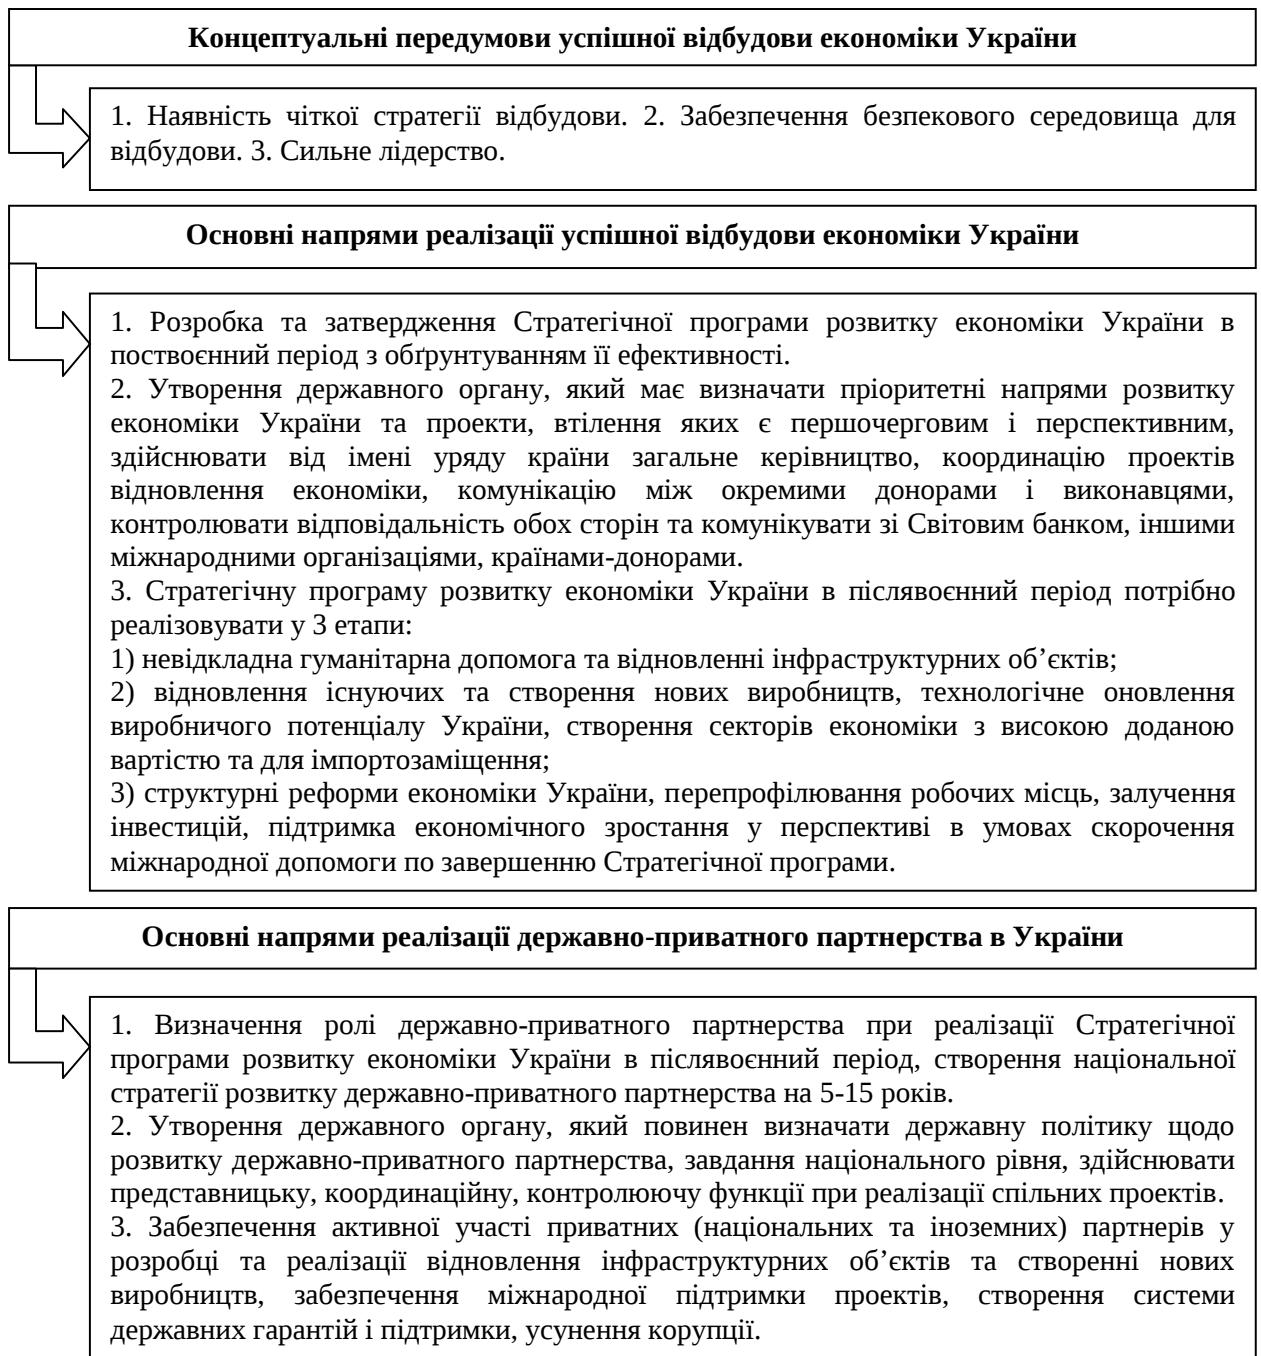 Концептуальні передумови успішної відбудови економіки України
1. Наявність чіткої стратегії відбудови. 2. Забезпечення безпекового середовища для
відбудови. 3. Сильне лідерство.
Основні напрями реалізації успішної відбудови економіки України
1. Розробка та затвердження Стратегічної програми розвитку економіки України в
поствоєнний період з обґрунтуванням її ефективності.
2. Утворення державного органу, який має визначати пріоритетні напрями розвитку
економіки України та проекти, втілення яких є першочерговим і перспективним,
здійснювати від імені уряду країни загальне керівництво, координацію проектів
відновлення економіки, комунікацію між окремими донорами і виконавцями,
контролювати відповідальність обох сторін та комунікувати зі Світовим банком, іншими
міжнародними організаціями, країнами-донорами.
3. Стратегічну програму розвитку економіки України в післявоєнний період потрібно
реалізовувати у 3 етапи:
1) невідкладна гуманітарна допомога та відновленні інфраструктурних об’єктів;
2) відновлення існуючих та створення нових виробництв, технологічне оновлення
виробничого потенціалу України, створення секторів економіки з високою доданою
вартістю та для імпортозаміщення;
3) структурні реформи економіки України, перепрофілювання робочих місць, залучення
інвестицій, підтримка економічного зростання у перспективі в умовах скорочення
міжнародної допомоги по завершенню Стратегічної програми.
Основні напрями реалізації державно-приватного партнерства в Україні
1. Визначення ролі державно-приватного партнерства при реалізації Стратегічної
програми розвитку економіки України в післявоєнний період, створення національної
стратегії розвитку державно-приватного партнерства на 5-15 років.
2. Утворення державного органу, який повинен визначати державну політику щодо
розвитку державно-приватного партнерства, завдання національного рівня, здійснювати
представницьку, координаційну, контролюючу функції при реалізації спільних проектів.
3. Забезпечення активної участі приватних (національних та іноземних) партнерів у
розробці та реалізації відновлення інфраструктурних об’єктів та створенні нових
виробництв, забезпечення міжнародної підтримки проектів, створення системи
державних гарантій і підтримки, усунення корупції.